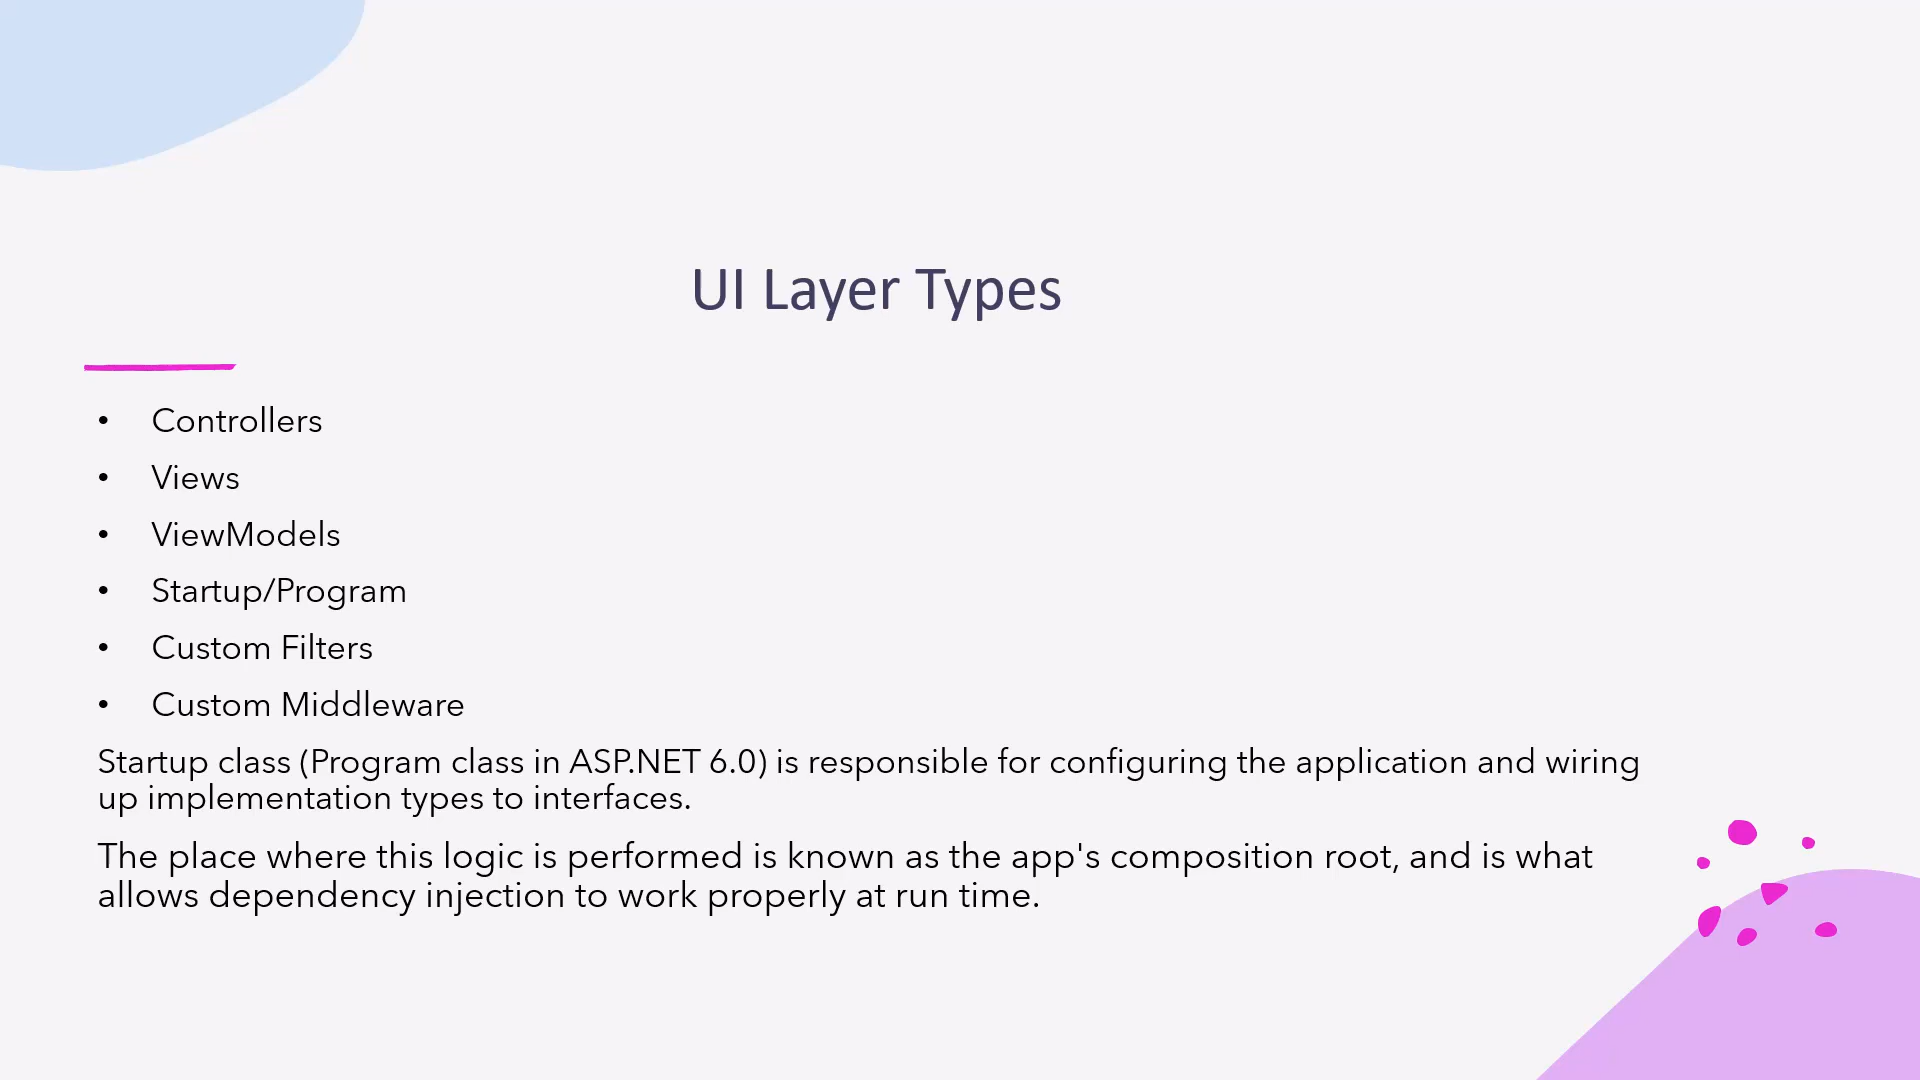 UI Layer Types
• Controllers
• Views
• ViewModels
• Startup/Program
• Custom Filters
• Custom Middleware
Startup class (Program class in ASP.NET 6.0) is responsible for configuring the application and wiring
up implementation types to interfaces.
The place where this logic is performed is known as the app's composition root, and is what
allows dependency injection to work properly at run time.